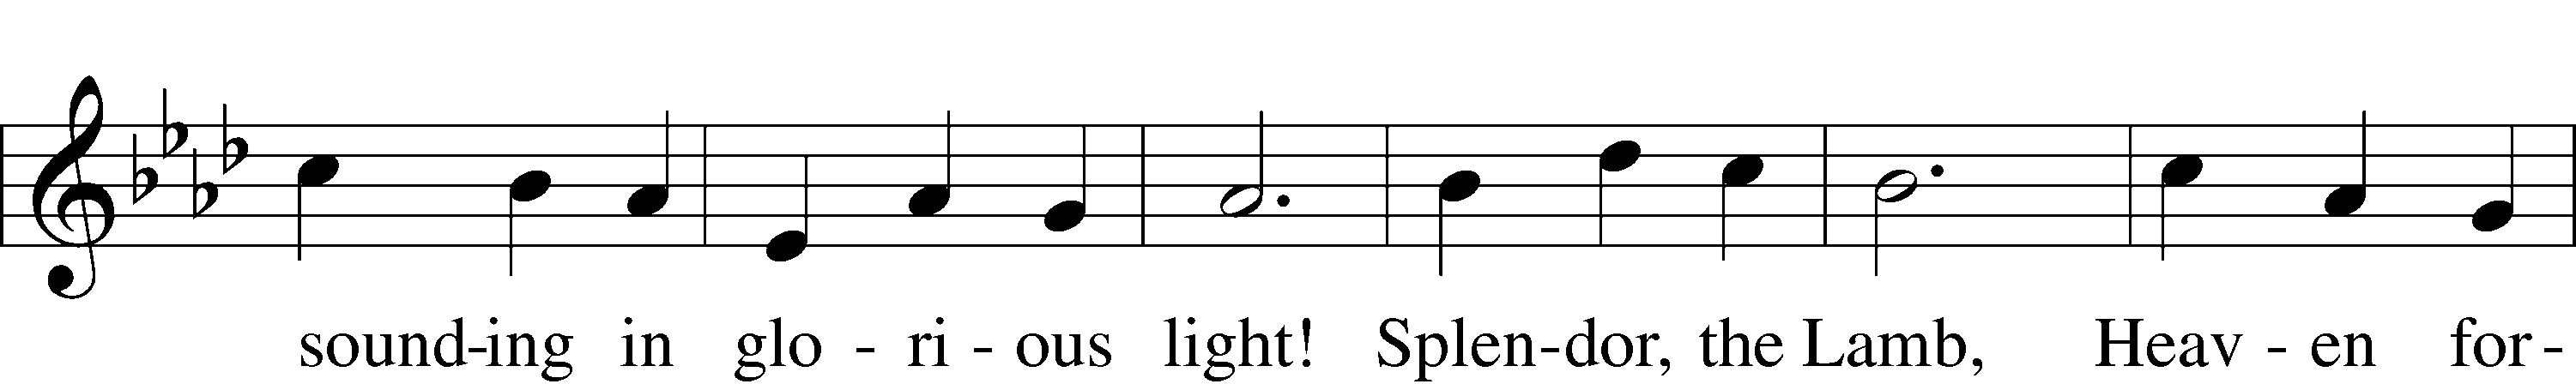 sound-ing in glo - ri - ous light! Splen-dor, the Lamb, Heav - en for-